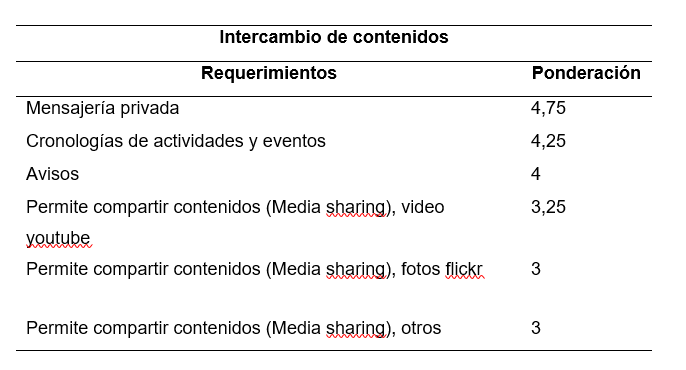 Intercambio de contenidos
Requerimientos Ponderación
Mensajería privada 4,75
Cronologías de actividades y eventos 4,25
Avisos 4
Permite compartir contenidos (Media sharing), video 3,25
youtube
Permite compartir contenidos (Media sharing), fotos flickr 3
Permite compartir contenidos (Media sharing), otros 3